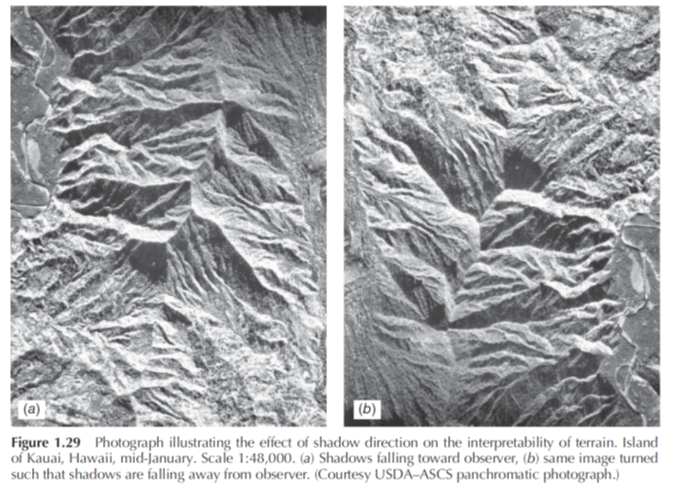 (a)
(b)
Figure 1.29 Photograph illustrating the effect of shadow direction on the interpretability of terrain. Island
of Kauai, Hawaii, mid-January. Scale 1:48,000. (a) Shadows falling toward observer, (b) same image turned
such that shadows are falling away from observer. (Courtesy USDA–ASCS panchromatic photograph.)